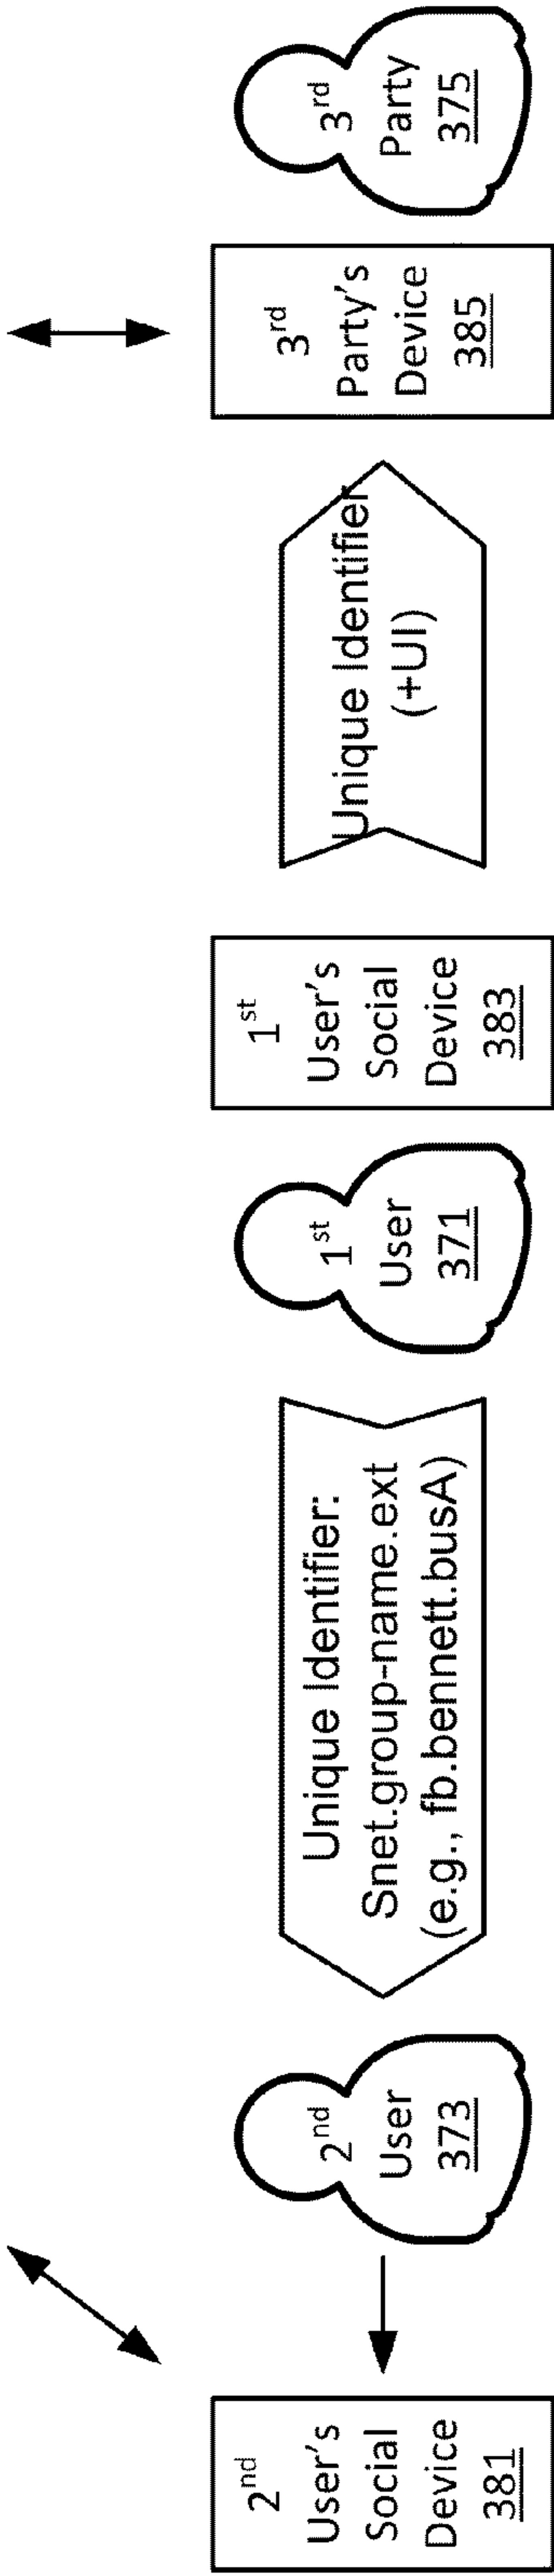 2nd
User's
Social
Device
381
2nd
User
373
Unique Identifier:
Snet.group-name.ext
(e.g., fb.bennett.busA)
1st
User
371
1st
User's
Social
Device
383
Unique Identifier
(+UI)
3rd
Party's
Device
385
3rd
Party
375